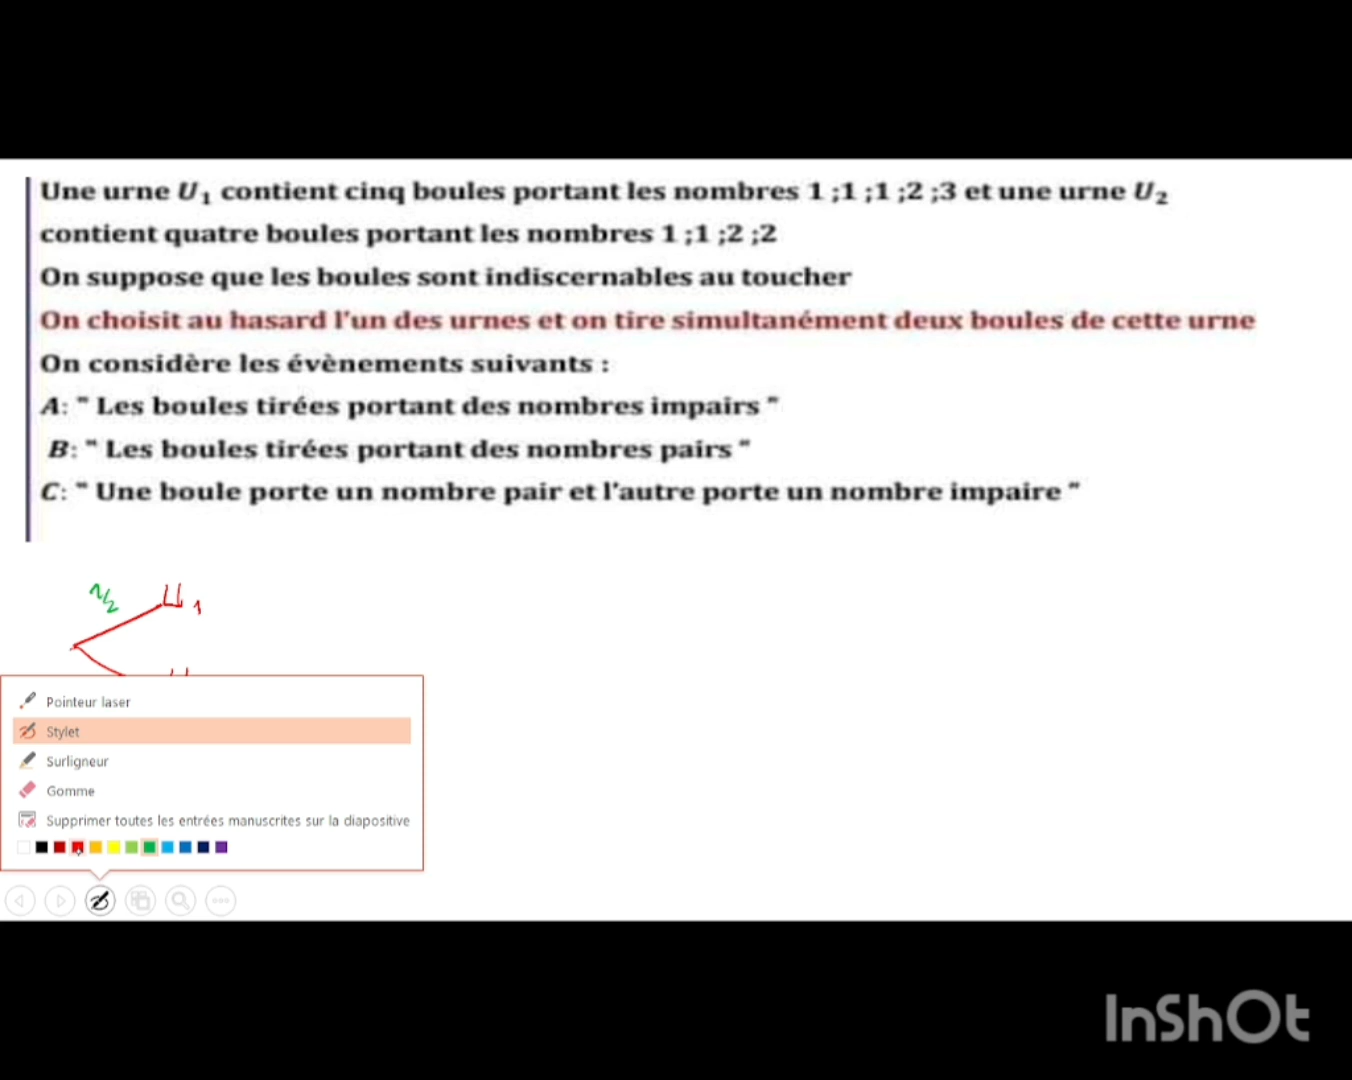 Une urne U₁ contient cinq boules portant les nombres 1 ;1 ;1 ;2 ;3 et une urne U₂
contient quatre boules portant les nombres 1 ;1 ;2 ;2
On suppose que les boules sont indiscernables au toucher
On choisit au hasard l'un des urnes et on tire simultanément deux boules de cette urne
On considère les évènements suivants :
A: " Les boules tirées portant des nombres impairs "
B: " Les boules tirées portant des nombres pairs "
C: " Une boule porte un nombre pair et l'autre porte un nombre impaire "
1/2
U₁
Pointeur laser
Stylet
Surligneur
Gomme
Supprimer toutes les entrées manuscrites sur la diapositive
InShOt